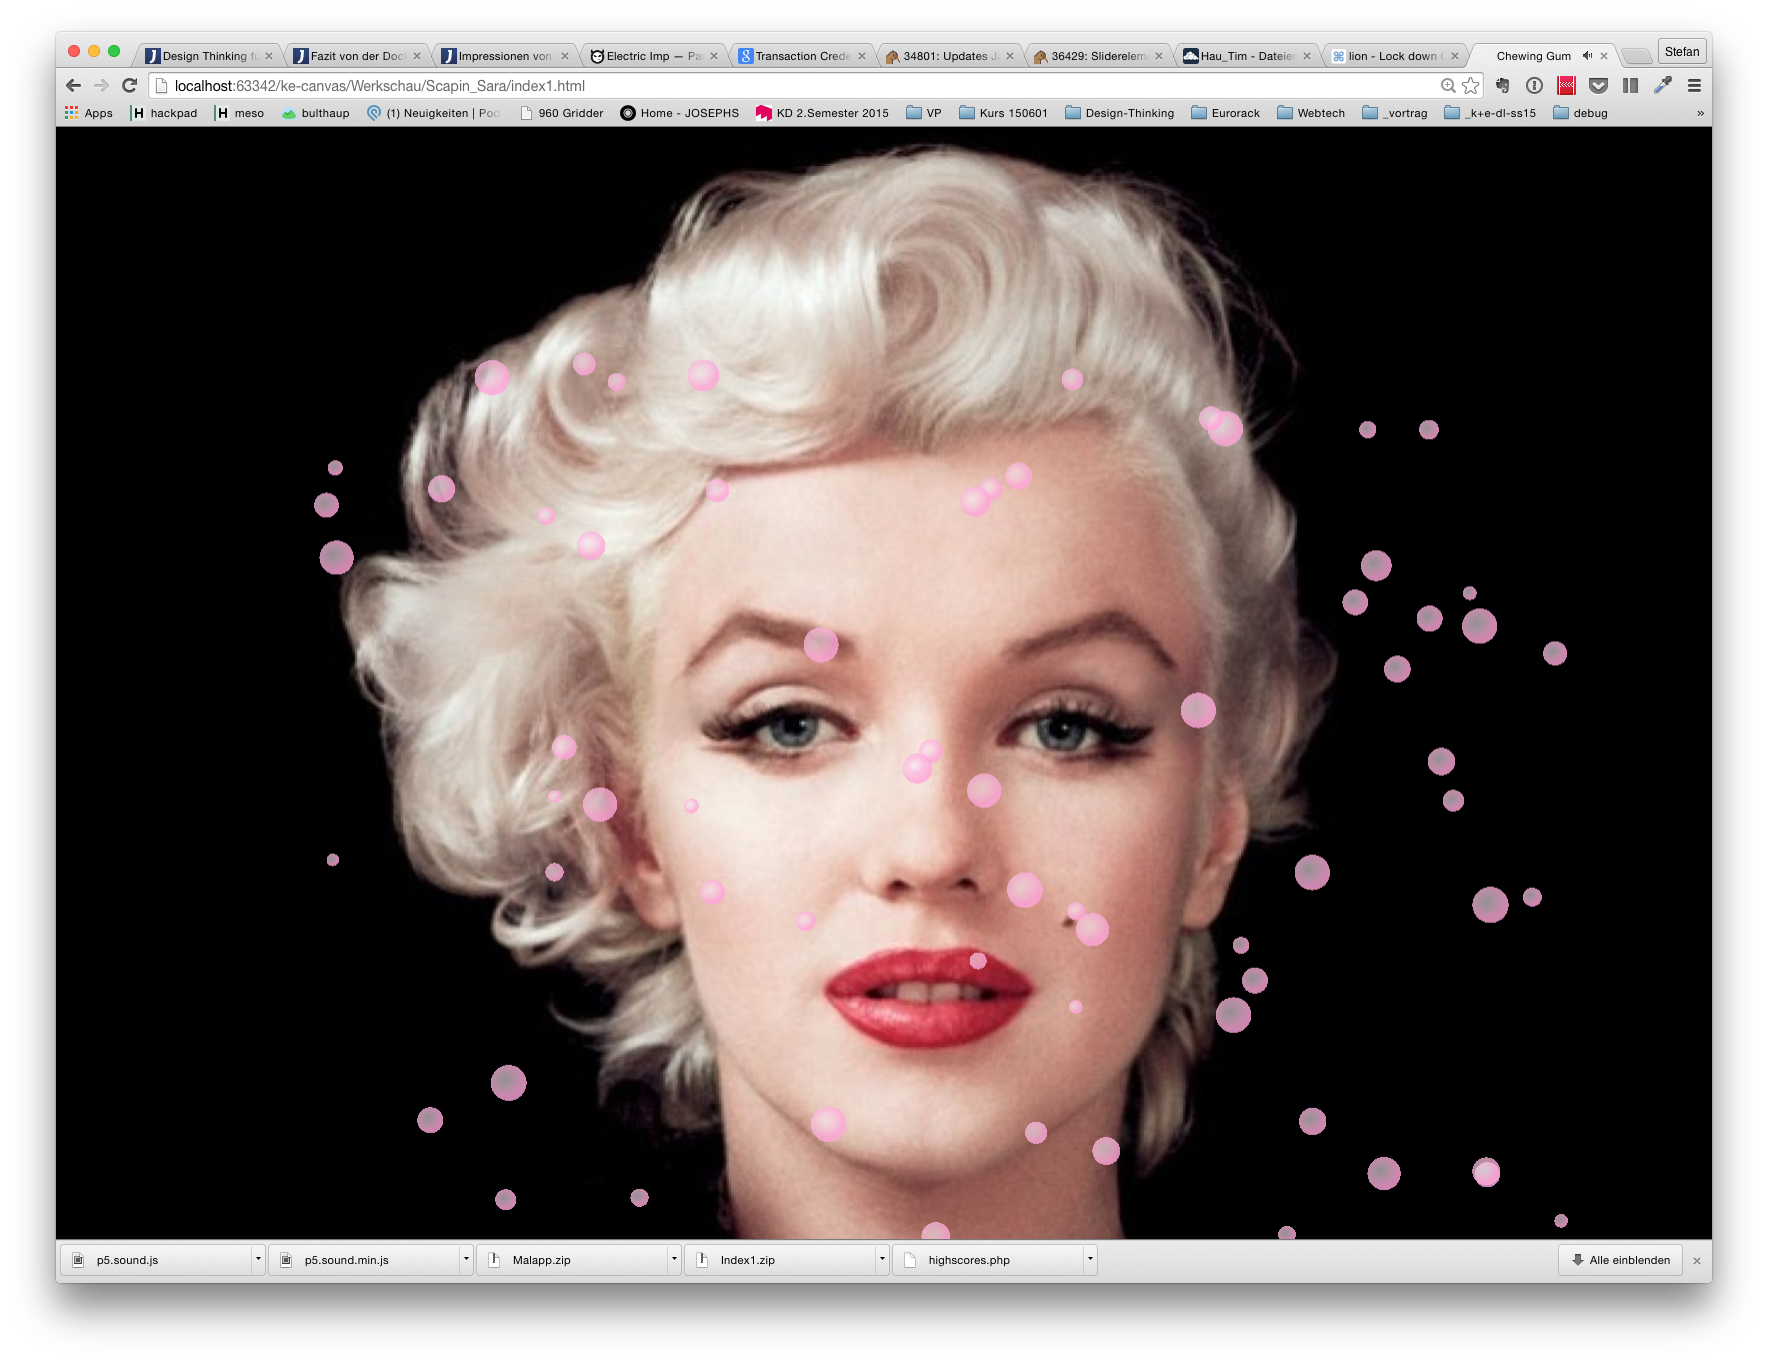 Design Thinking fü
Fazit von der Doc
Impressionen von
Electric Imp — Pa
Transaction Crede
34801: Updates Ja
36429: Sliderelem
Hau_Tim - Dateien
lion - Lock down
Chewing Gum
Stefan
localhost:63342/ke-canvas/Werkschau/Scapin_Sara/index1.html
Apps
hackpad
meso
bulthaup
(1) Neuigkeiten | Pod
960 Gridder
Home - JOSEPHS
KD 2.Semester 2015
VP
Kurs 150601
Design-Thinking
Eurorack
Webtech
_vortrag
_k+e-dl-ss15
debug
»
p5.sound.js
p5.sound.min.js
Malapp.zip
Index1.zip
highscores.php
Alle einblenden